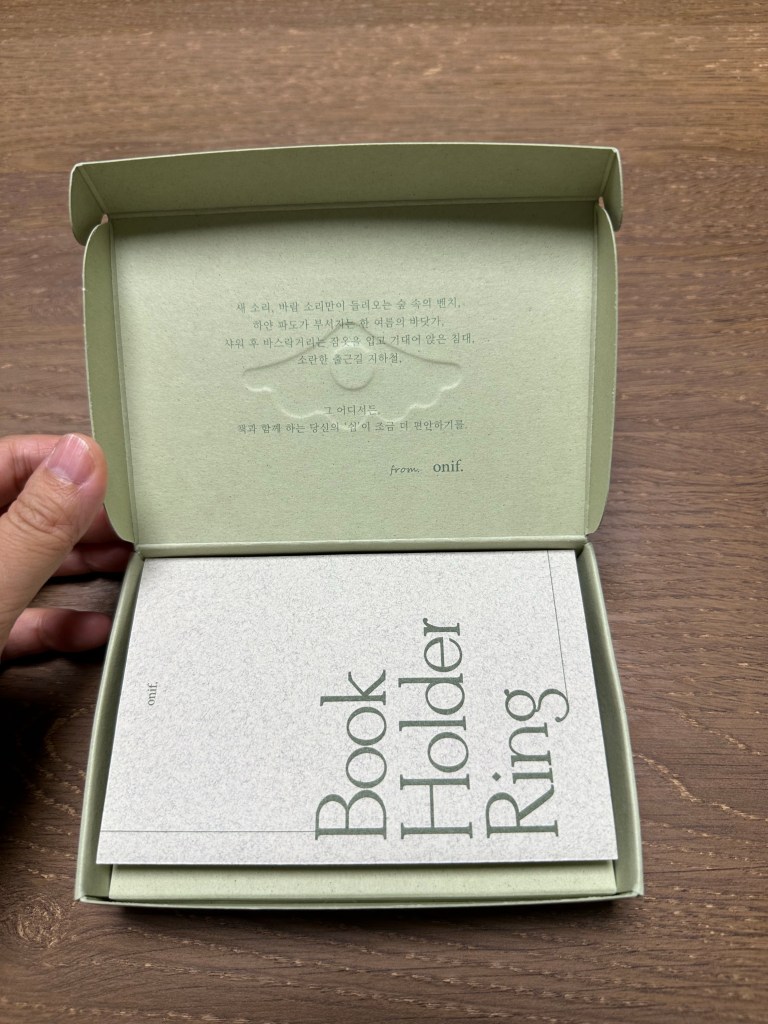 새 소리, 바람 소리만이 들려오는 숲 속의 벤치,
하얀 파도가 부서지는 한 여름의 바닷가,
샤워 후 바스락거리는 잠옷을 입고 기대어 앉은 침대,
소란한 출근길 지하철,
그 어디서든,
책과 함께 하는 당신의 '쉼'이 조금 더 편안하기를.
from. onif.
onif.
Book
Holder
Ring